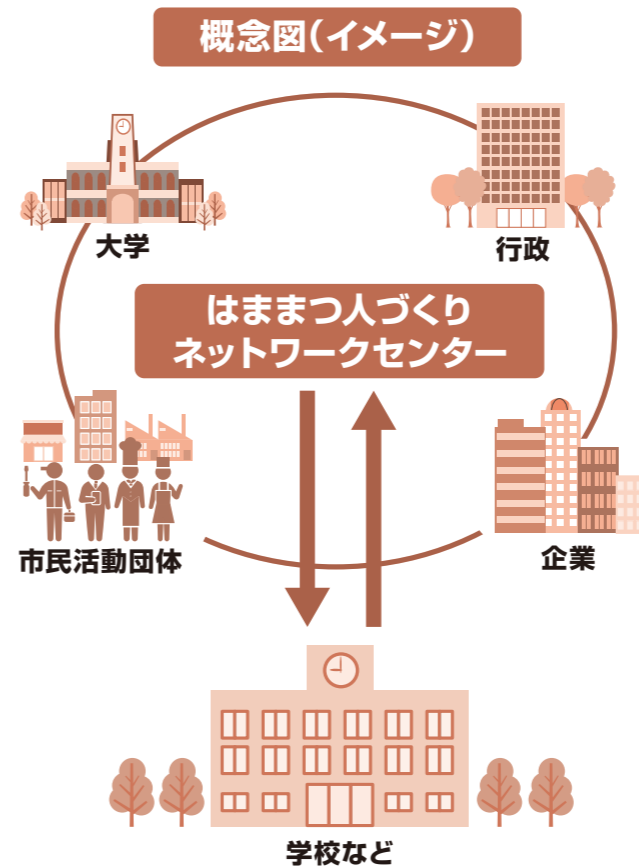 概念図(イメージ)
大学
行政
はままつ人づくり
ネットワークセンター
市民活動団体
企業
学校など